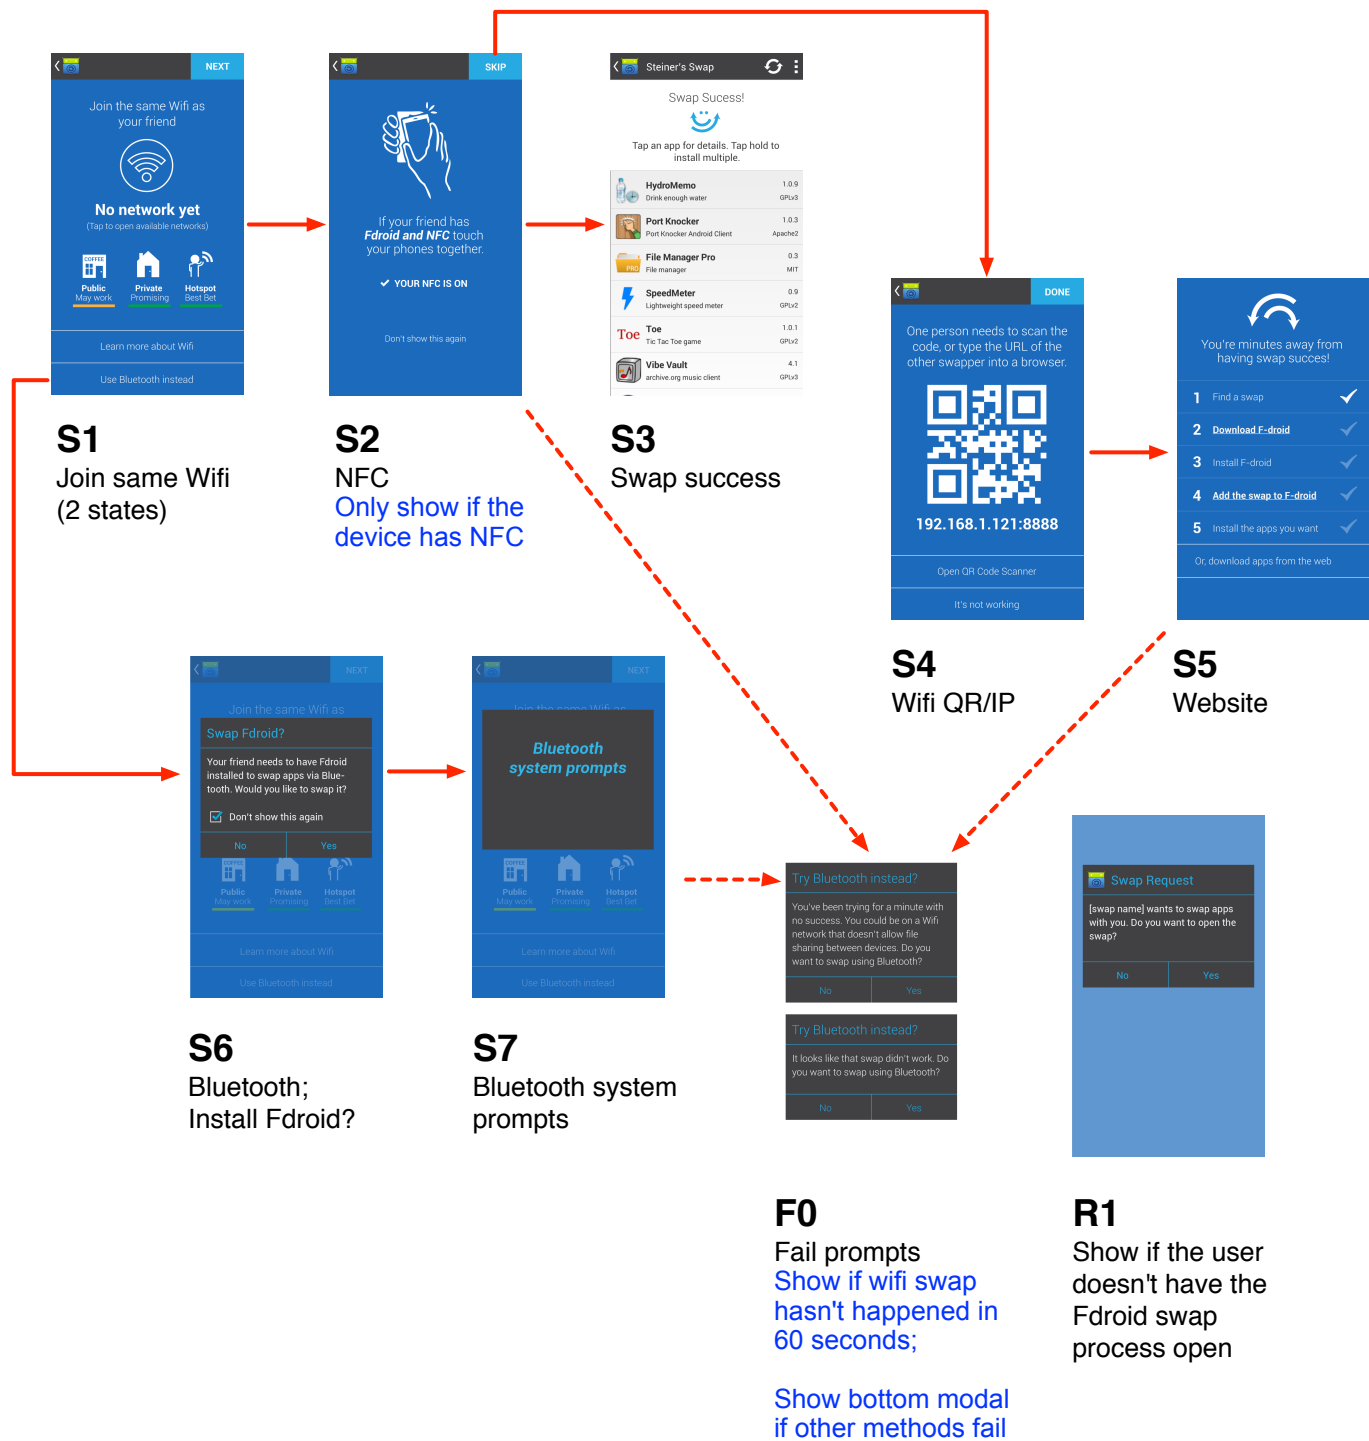 NEXT
Join the same Wifi as
your friend
No network yet
(Tap to open available networks)
COFFEE
Public
May work
Private
Promising
Hotspot
Best Bet
Learn more about Wifi
Use Bluetooth instead
S1
Join same Wifi
(2 states)
SKIP
If your friend has
Fdroid and NFC touch
your phones together.
YOUR NFC IS ON
Don't show this again
S2
NFC
Only show if the
device has NFC
Steiner's Swap
Swap Sucess!
Tap an app for details. Tap hold to
install multiple.
HydroMemo
1.0.9
Drink enough water
GPLv3
Port Knocker
1.0.3
Port Knocker Android Client
Apache2
File Manager Pro
0.3
PRO
File manager
MIT
SpeedMeter
0.9
Lightweight speed meter
GPLv2
Toe
Toe
1.0.1
Tic Tac Toe game
GPLv2
Vibe Vault
4.1
archive.org music client
GPLv3
S3
Swap success
DONE
One person needs to scan the
code, or type the URL of the
other swapper into a browser.
192.168.1.121:8888
Open QR Code Scanner
It's not working
S4
Wifi QR/IP
You're minutes away from
having swap succes!
1 Find a swap
2 Download F-droid
3 Install F-droid
4 Add the swap to F-droid
5 Install the apps you want
Or, download apps from the web
S5
Website
NEXT
Join the same Wifi as
Swap Fdroid?
Your friend needs to have Fdroid
installed to swap apps via Blue-
tooth. Would you like to swap it?
Don't show this again
No
Yes
COFFEE
Public
May work
Private
Promising
Hotspot
Best Bet
Learn more about Wifi
Use Bluetooth instead
S6
Bluetooth;
Install Fdroid?
NEXT
Join the same Wifi as
Bluetooth
system prompts
COFFEE
Public
May work
Private
Promising
Hotspot
Best Bet
Learn more about Wifi
Use Bluetooth instead
S7
Bluetooth system
prompts
Try Bluetooth instead?
You've been trying for a minute with
no success. You could be on a Wifi
network that doesn't allow file
sharing between devices. Do you
want to swap using Bluetooth?
No
Yes
Try Bluetooth instead?
It looks like that swap didn't work. Do
you want to swap using Bluetooth?
No
Yes
F0
Fail prompts
Show if wifi swap
hasn't happened in
60 seconds;
Show bottom modal
if other methods fail
Swap Request
[swap name] wants to swap apps
with you. Do you want to open the
swap?
No
Yes
R1
Show if the user
doesn't have the
Fdroid swap
process open